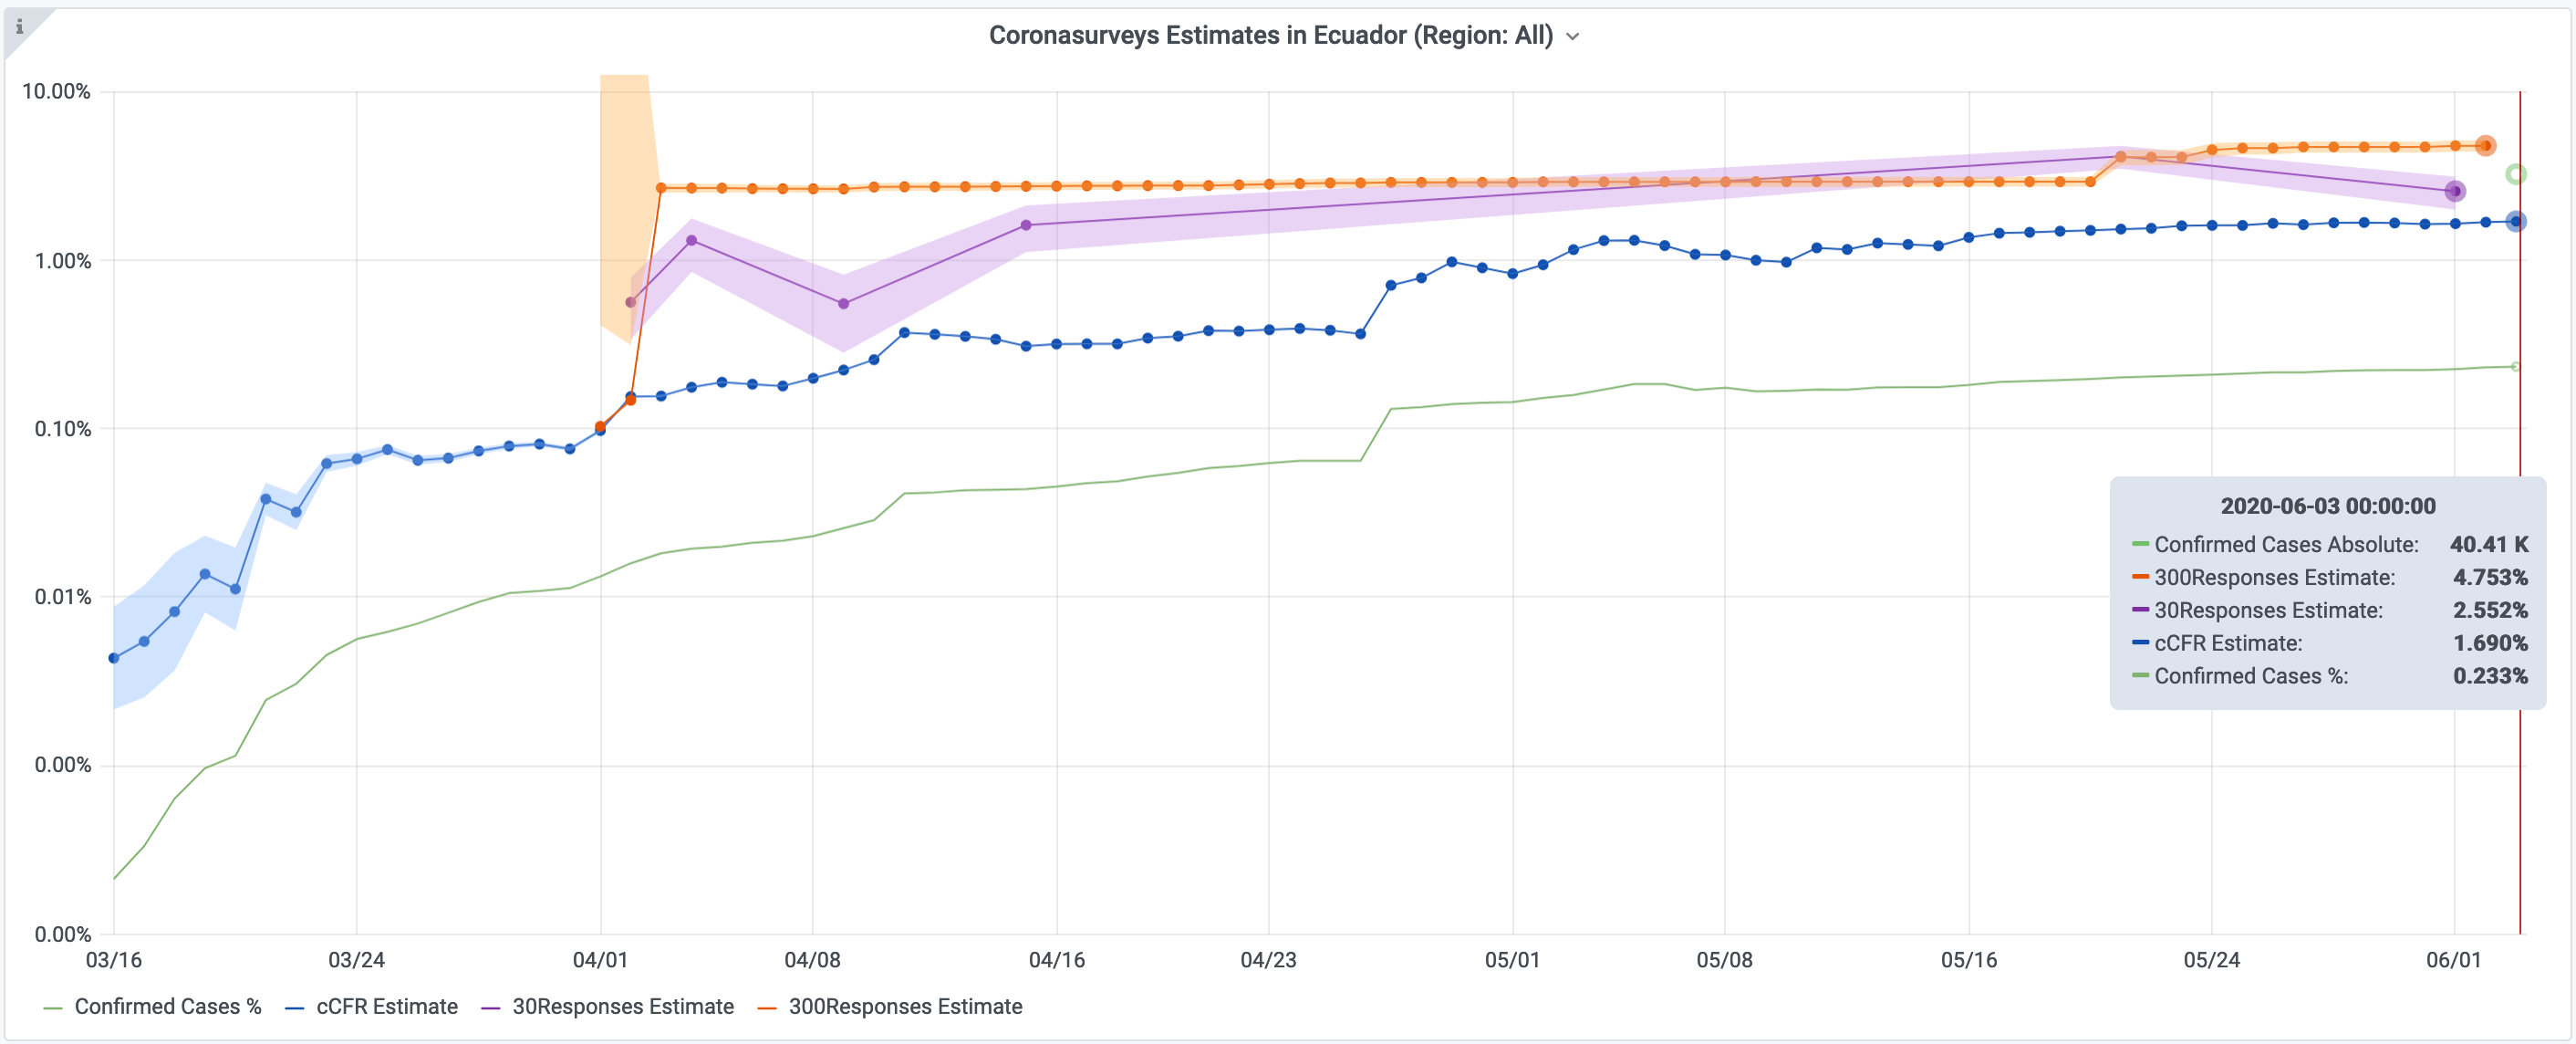 i
Coronasurveys Estimates in Ecuador (Region: All)
10.00%
1.00%
0.10%
0.01%
0.00%
0.00%
03/16 03/24 04/01 04/08 04/16 04/23 05/01 05/08 05/16 05/24 06/01
2020-06-03 00:00:00
Confirmed Cases Absolute: 40.41 K
300Responses Estimate: 4.753%
30Responses Estimate: 2.552%
cCFR Estimate: 1.690%
Confirmed Cases %: 0.233%
Confirmed Cases % cCFR Estimate 30Responses Estimate 300Responses Estimate